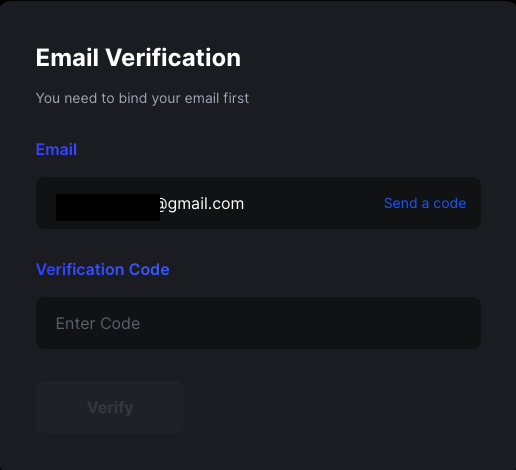 Email Verification
You need to bind your email first
Email
@gmail.com Send a code
Verification Code
Enter Code
Verify